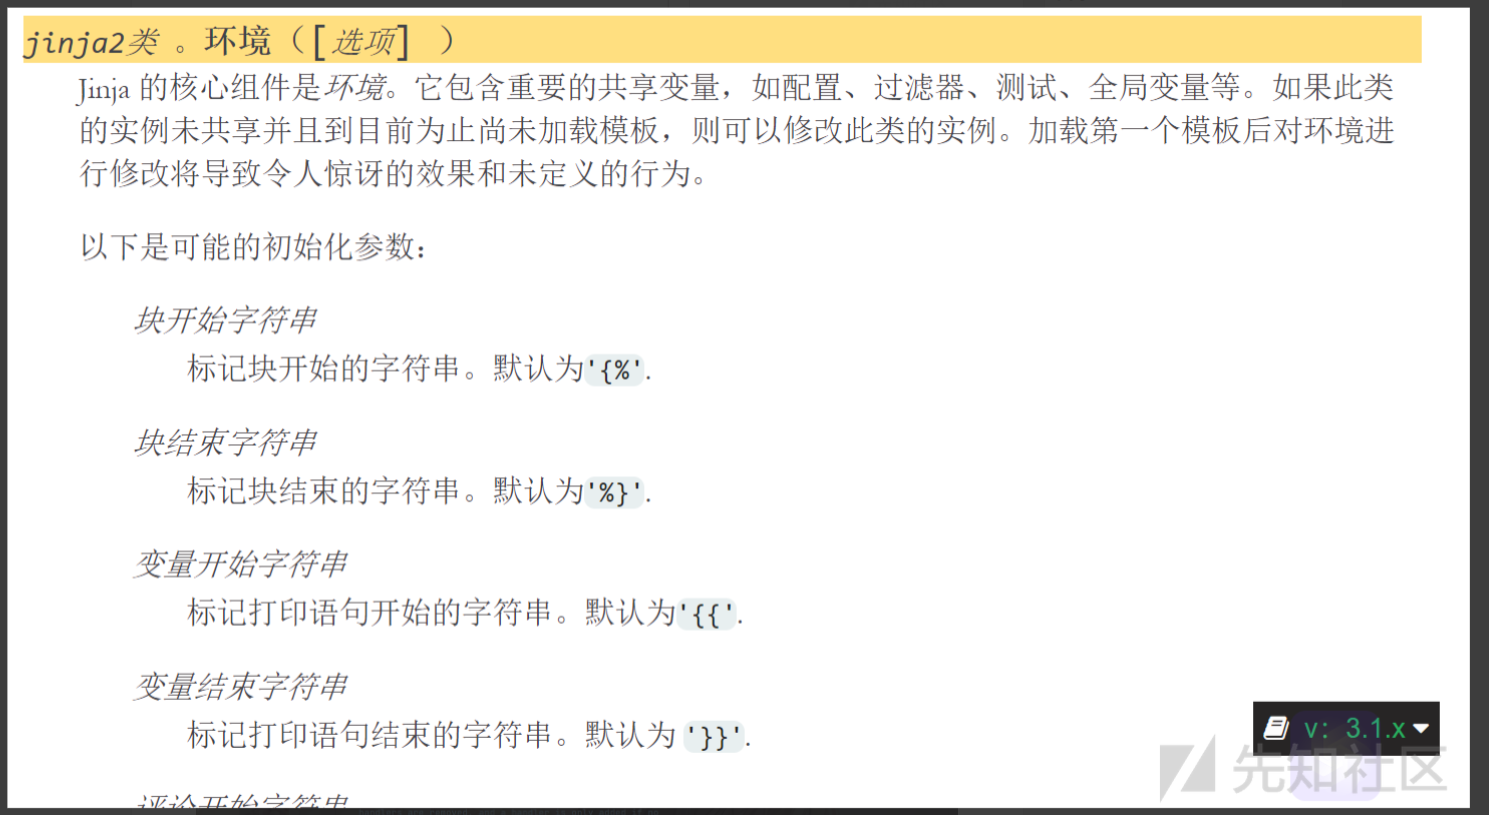 jinja2类 。环境（[选项] ）
Jinja 的核心组件是环境。它包含重要的共享变量，如配置、过滤器、测试、全局变量等。如果此类
的实例未共享并且到目前为止尚未加载模板，则可以修改此类的实例。加载第一个模板后对环境进
行修改将导致令人惊讶的效果和未定义的行为。
以下是可能的初始化参数：
块开始字符串
标记块开始的字符串。默认为'{%'.
块结束字符串
标记块结束的字符串。默认为'%}'.
变量开始字符串
标记打印语句开始的字符串。默认为'{{'.
变量结束字符串
标记打印语句结束的字符串。默认为 '}}'.
v: 3.1.x
先知社区
评论开始字符串